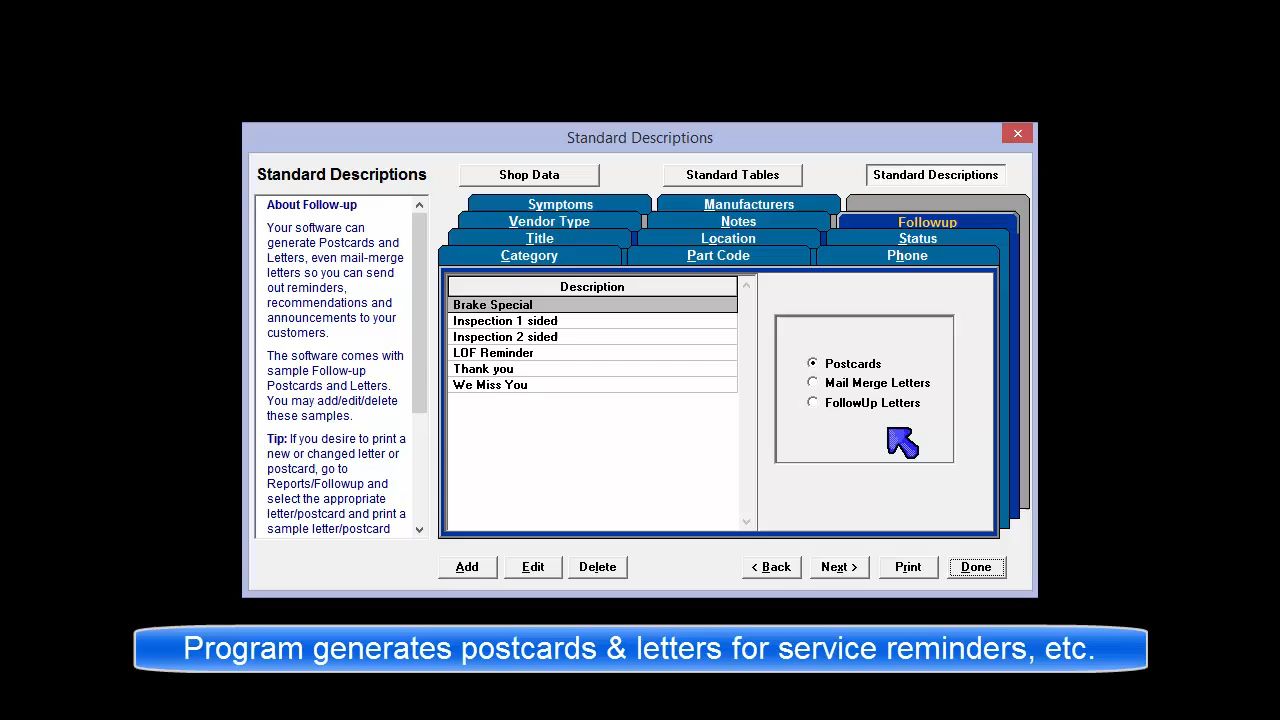 Standard Descriptions
Standard Descriptions
Shop Data
Standard Tables
Standard Descriptions
About Follow-up
Your software can
generate Postcards and
Letters, even mail-merge
letters so you can send
out reminders,
recommendations and
announcements to your
customers.
The software comes with
sample Follow-up
Postcards and Letters.
You may add/edit/delete
these samples.
Tip: If you desire to print a
new or changed letter or
postcard, go to
Reports/Followup and
select the appropriate
letter/postcard and print a
sample letter/postcard
Symptoms
Manufacturers
Vendor Type
Notes
Followup
Title
Location
Status
Category
Part Code
Phone
Description
Brake Special
Inspection 1 sided
Inspection 2 sided
LOF Reminder
Thank you
We Miss You
Postcards
Mail Merge Letters
FollowUp Letters
Add
Edit
Delete
< Back
Next >
Print
Done
Program generates postcards & letters for service reminders, etc.